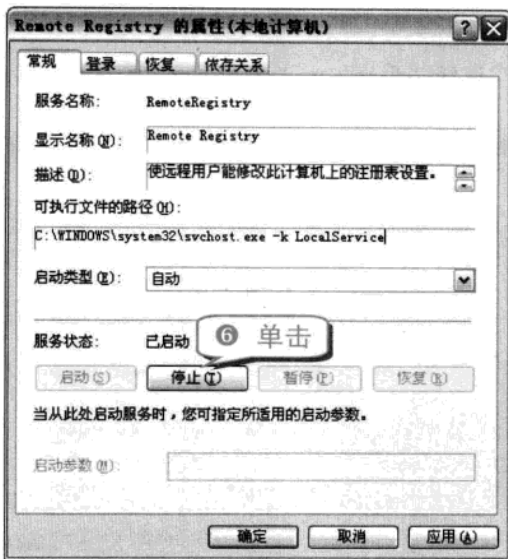 Remote Registry 的属性(本地计算机)
常规 登录 恢复 依存关系
服务名称: RemoteRegistry
显示名称(N): Remote Registry
描述(D): 使远程用户能修改此计算机上的注册表设置。
可执行文件的路径(H):
C:\WINDOWS\system32\svchost.exe -k LocalService
启动类型(E): 自动
服务状态: 已启动
❻ 单击
启动(S) 停止(T) 暂停(P) 恢复(R)
当从此处启动服务时，您可指定所适用的启动参数。
启动参数(M):
确定 取消 应用(A)